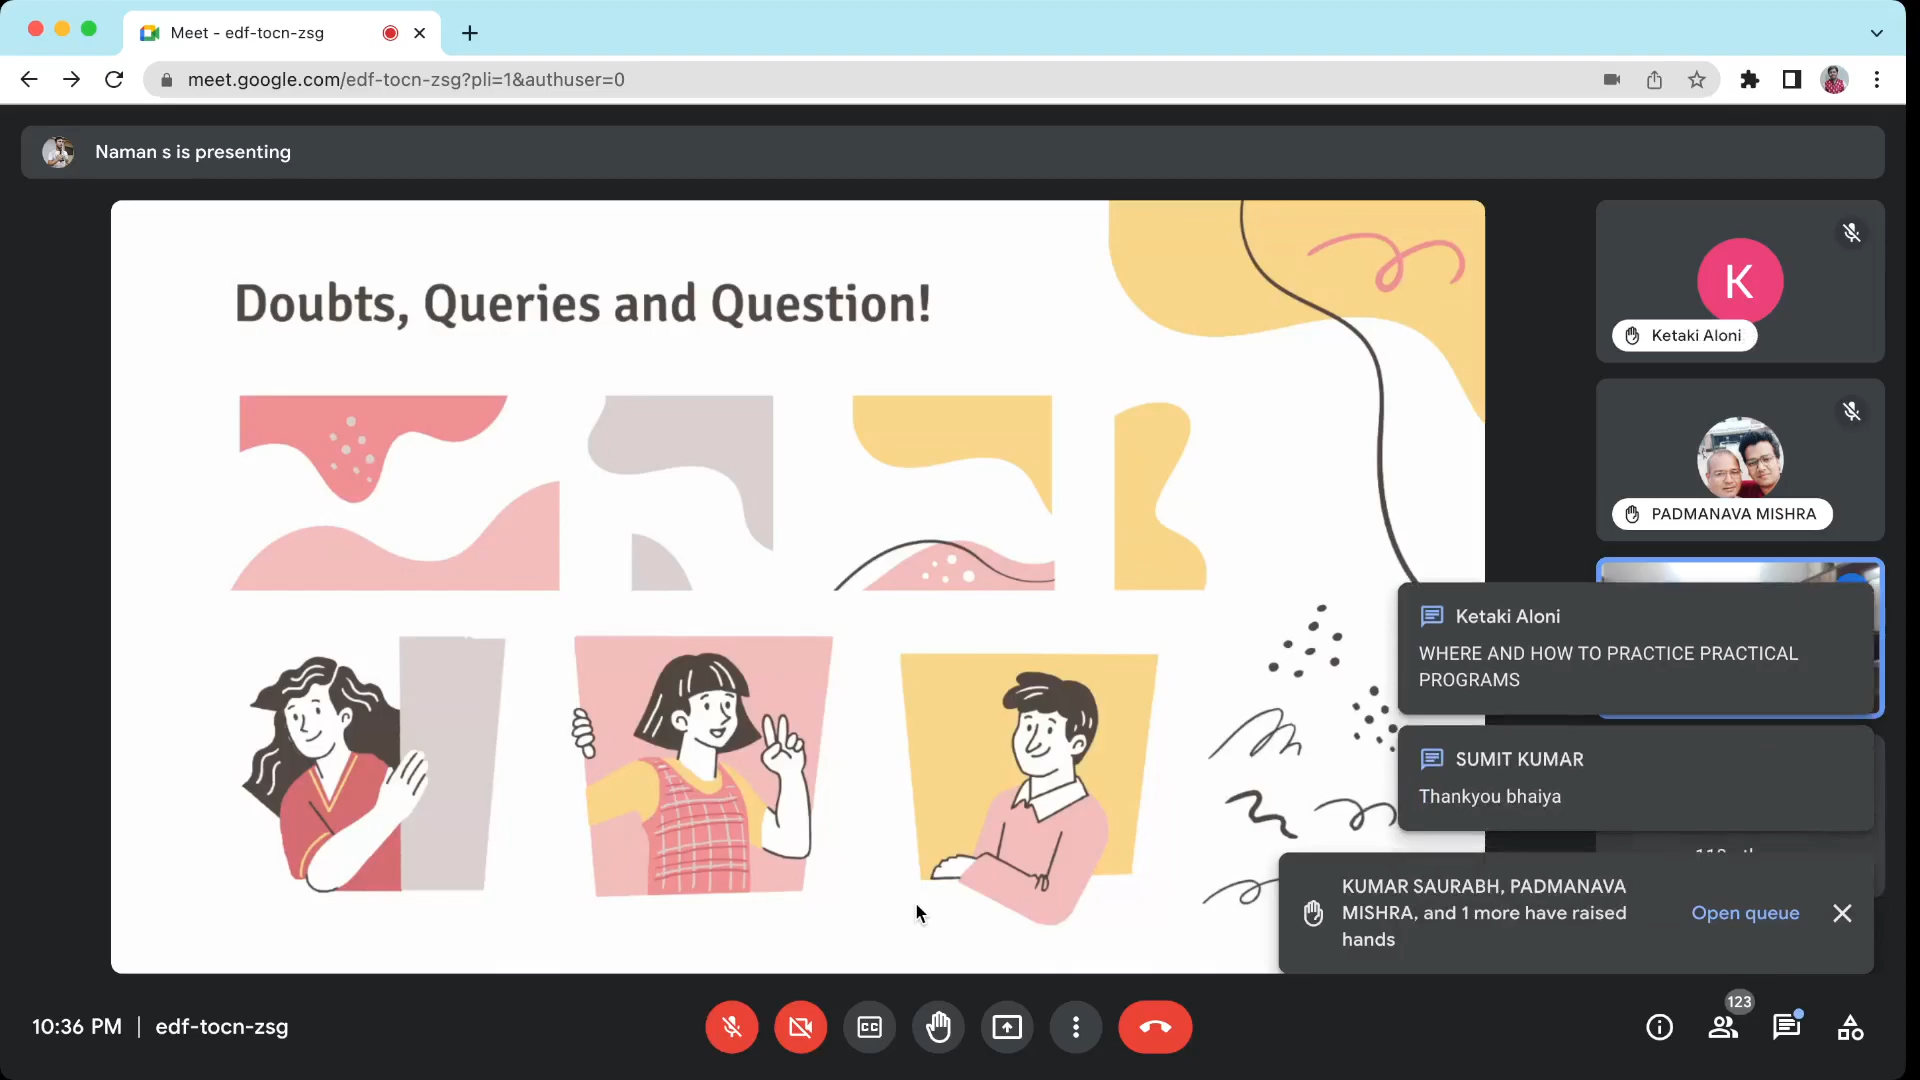 Meet - edf-tocn-zsg
meet.google.com/edf-tocn-zsg?pli=1&authuser=0
Naman s is presenting
Doubts, Queries and Question!
K
Ketaki Aloni
PADMANAVA MISHRA
Ketaki Aloni
WHERE AND HOW TO PRACTICE PRACTICAL
PROGRAMS
SUMIT KUMAR
Thankyou bhaiya
KUMAR SAURABH, PADMANAVA
MISHRA, and 1 more have raised
hands
Open queue
10:36 PM | edf-tocn-zsg
CC
123